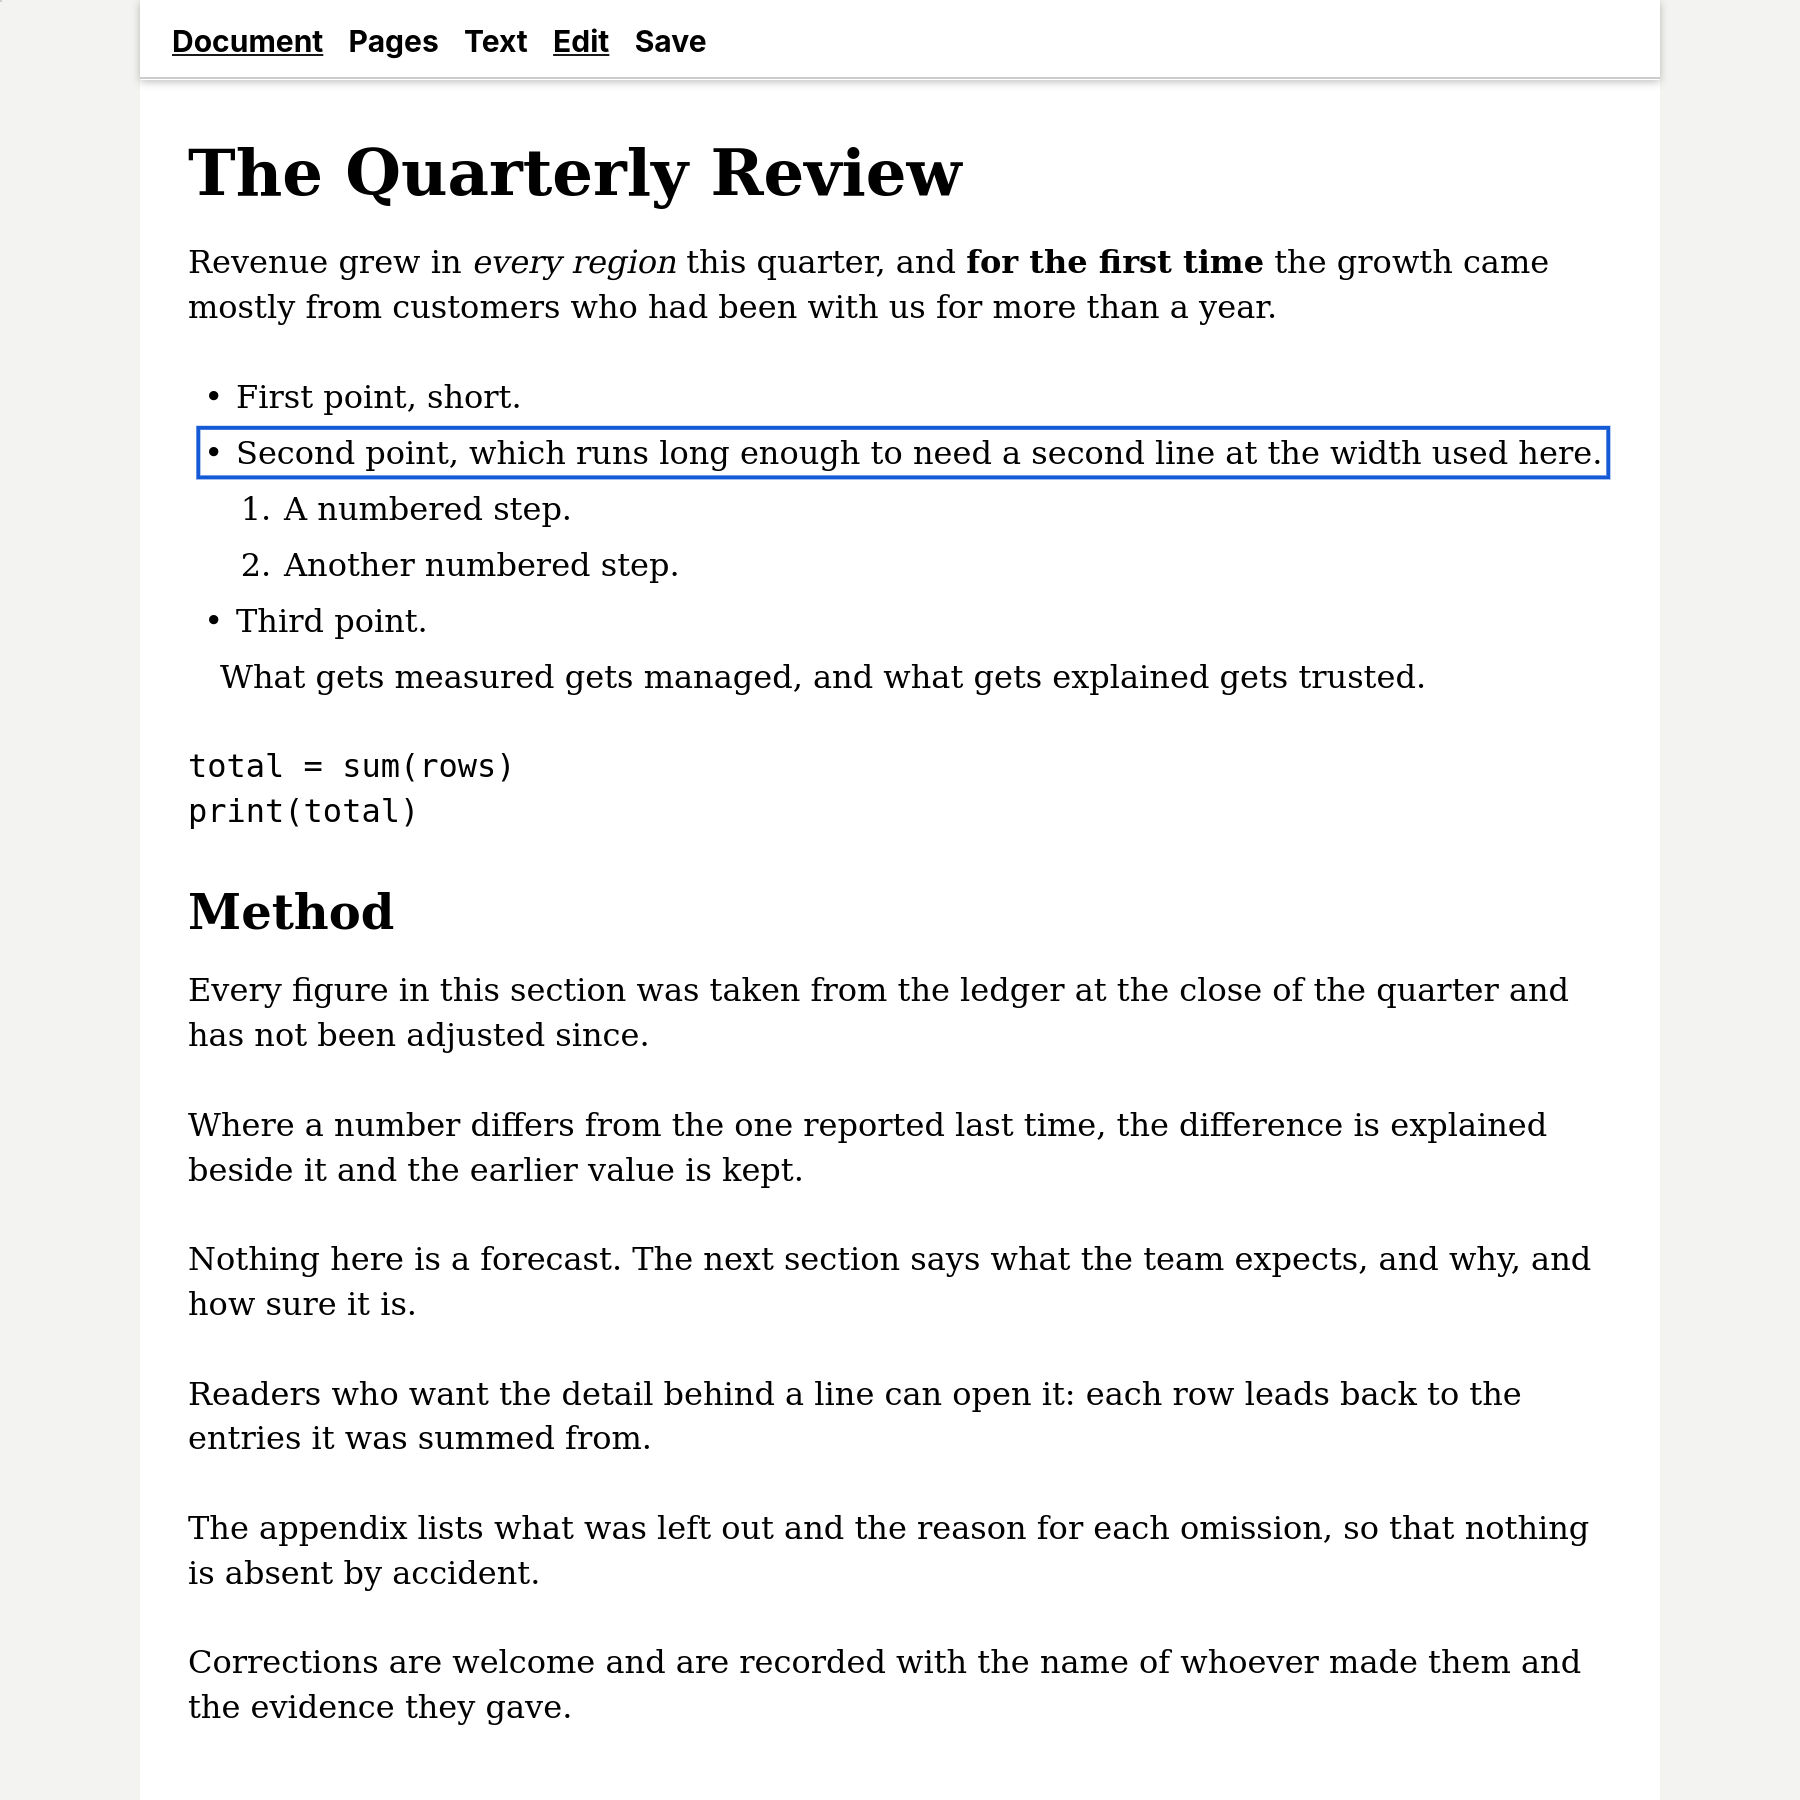 Document Pages Text Edit Save
The Quarterly Review
Revenue grew in every region this quarter, and for the first time the growth came
mostly from customers who had been with us for more than a year.
• First point, short.
• Second point, which runs long enough to need a second line at the width used here.
1. A numbered step.
2. Another numbered step.
• Third point.
What gets measured gets managed, and what gets explained gets trusted.
total = sum(rows)
print(total)
Method
Every figure in this section was taken from the ledger at the close of the quarter and
has not been adjusted since.
Where a number differs from the one reported last time, the difference is explained
beside it and the earlier value is kept.
Nothing here is a forecast. The next section says what the team expects, and why, and
how sure it is.
Readers who want the detail behind a line can open it: each row leads back to the
entries it was summed from.
The appendix lists what was left out and the reason for each omission, so that nothing
is absent by accident.
Corrections are welcome and are recorded with the name of whoever made them and
the evidence they gave.